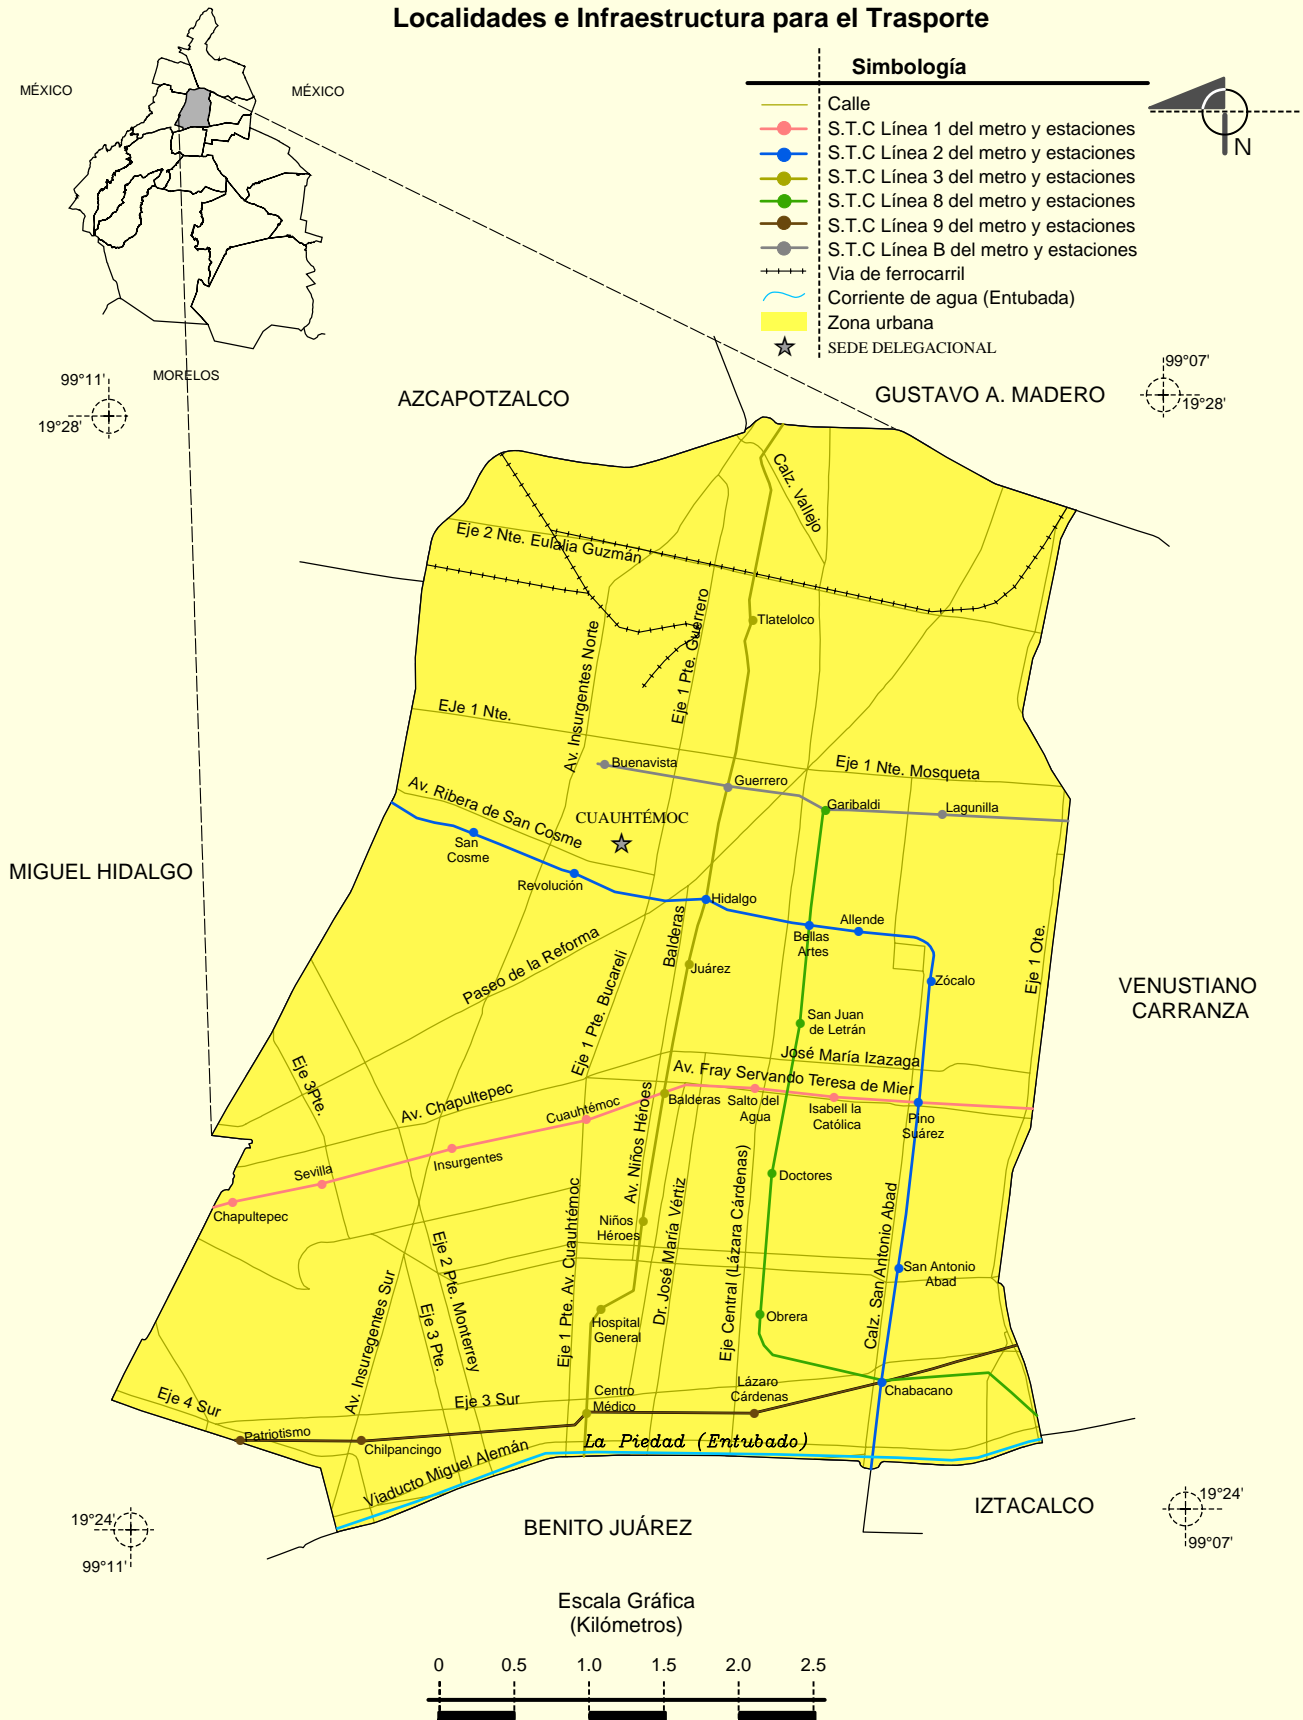 Localidades e Infraestructura para el Trasporte
MÉXICO
MÉXICO
MORELOS
Simbología
Calle
S.T.C Línea 1 del metro y estaciones
S.T.C Línea 2 del metro y estaciones
S.T.C Línea 3 del metro y estaciones
S.T.C Línea 8 del metro y estaciones
S.T.C Línea 9 del metro y estaciones
S.T.C Línea B del metro y estaciones
Via de ferrocarril
Corriente de agua (Entubada)
Zona urbana
SEDE DELEGACIONAL
N
99°11'
19°28'
99°07'
19°28'
AZCAPOTZALCO
GUSTAVO A. MADERO
Calz. Vallejo
Eje 2 Nte. Eulalia Guzmán
Tlatelolco
Av. Insurgentes Norte
Eje 1 Pte. Guerrero
EJe 1 Nte.
Eje 1 Nte. Mosqueta
Buenavista
Guerrero
Garibaldi
Lagunilla
Av. Ribera de San Cosme
CUAUHTÉMOC
San
Cosme
Revolución
MIGUEL HIDALGO
Hidalgo
Bellas
Artes
Allende
Balderas
Paseo de la Reforma
Juárez
Zócalo
Eje 1 Ote.
VENUSTIANO
CARRANZA
Eje 1 Pte. Bucareli
San Juan
de Letrán
José María Izazaga
Av. Fray Servando Teresa de Mier
Eje 3Pte.
Av. Chapultepec
Cuauhtémoc
Balderas
Salto del
Agua
Isabell la
Católica
Pino
Suárez
Insurgentes
Sevilla
Chapultepec
Av. Niños Héroes
Doctores
Niños
Héroes
Eje 1 Pte. Av. Cuauhtémoc
Dr. José María Vértiz
Eje Central (Lázara Cárdenas)
Calz. San Antonio Abad
San Antonio
Abad
Eje 2 Pte. Monterrey
Eje 3 Pte.
Av. Insuregentes Sur
Hospital
General
Obrera
Eje 4 Sur
Eje 3 Sur
Centro
Médico
Lázaro
Cárdenas
Chabacano
Patriotismo
Chilpancingo
La Piedad (Entubado)
Viaducto Miguel Alemán
19°24'
99°11'
BENITO JUÁREZ
IZTACALCO
19°24'
99°07'
Escala Gráfica
(Kilómetros)
0 0.5 1.0 1.5 2.0 2.5